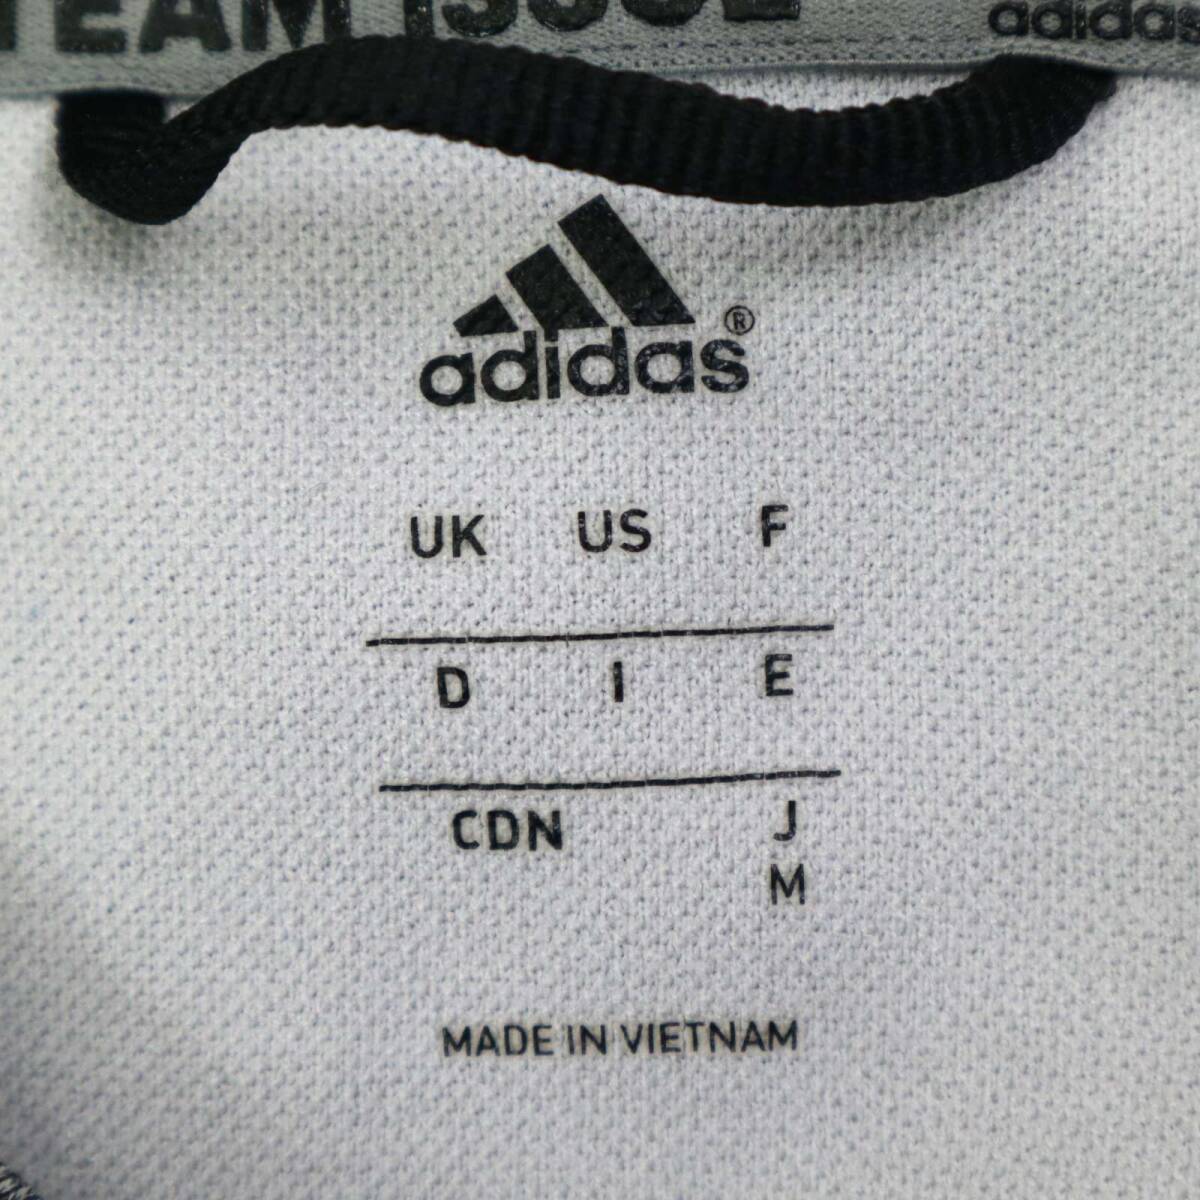 TEAM ISSUE adidas
adidas®
UK US F
D I E
CDN J
M
MADE IN VIETNAM